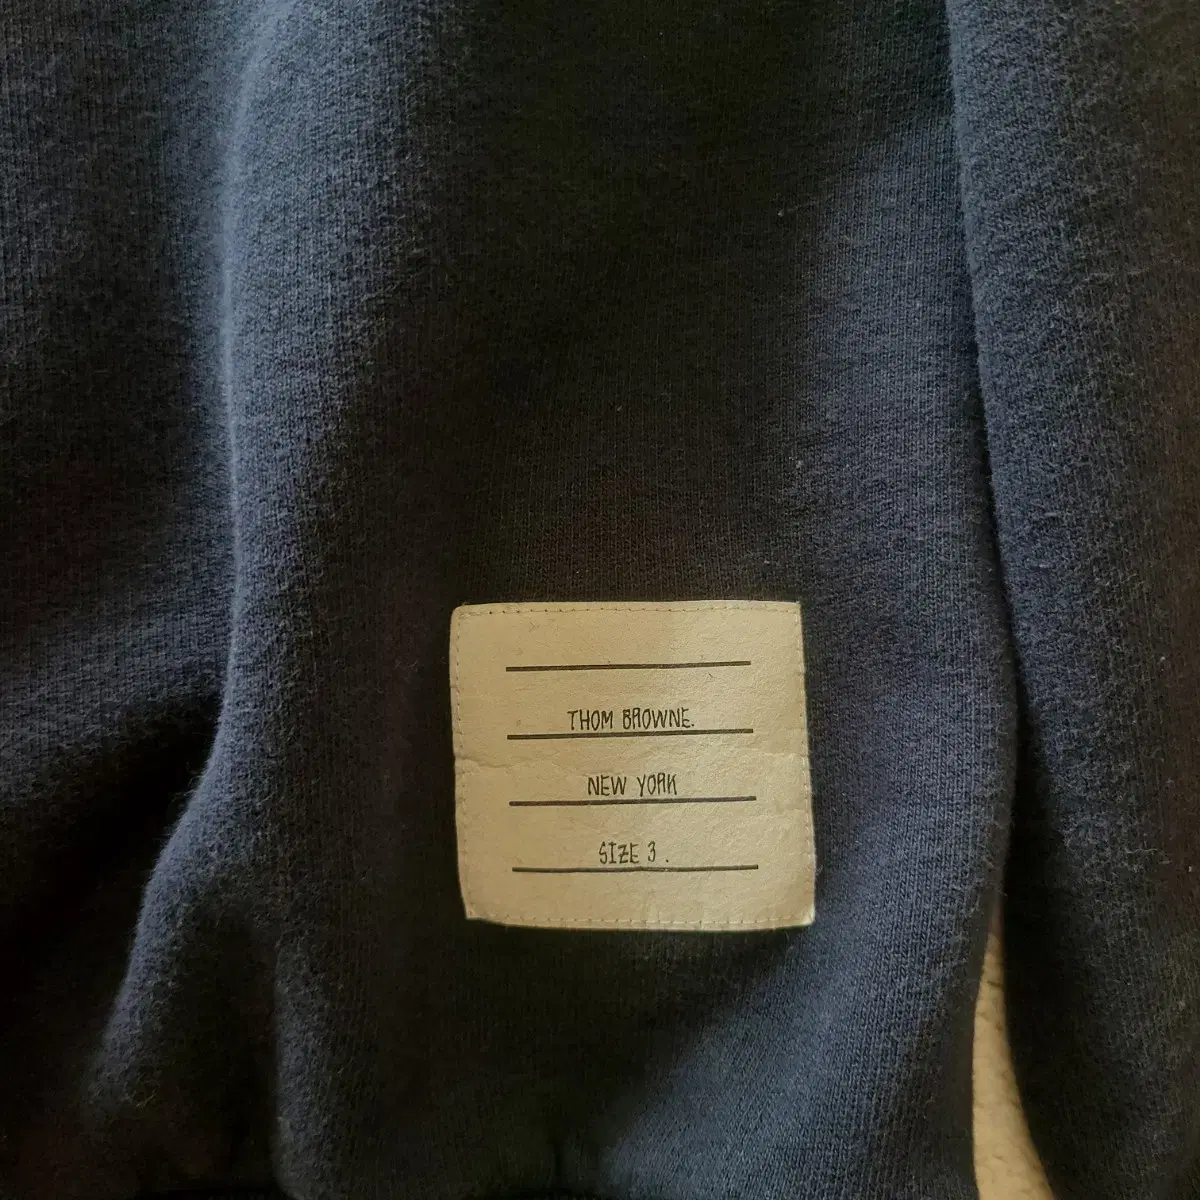 THOM BROWNE.
NEW YORK
SIZE 3 .